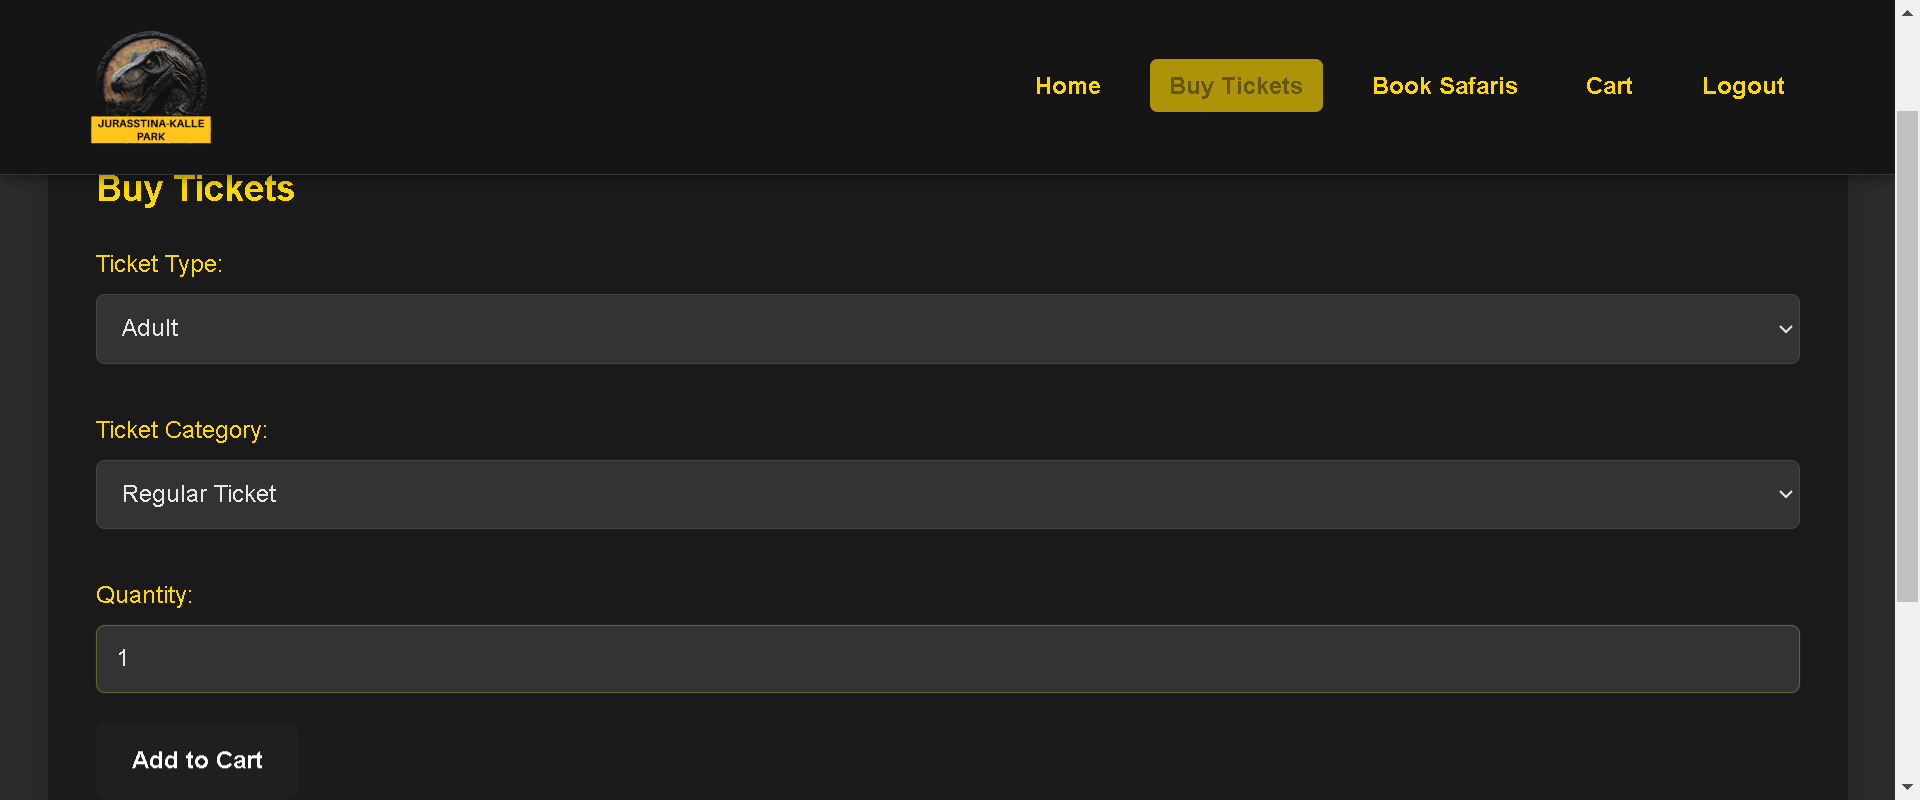 JURASSTINA-KALLE
PARK
Home
Buy Tickets
Book Safaris
Cart
Logout
Buy Tickets
Ticket Type:
Adult
Ticket Category:
Regular Ticket
Quantity:
1
Add to Cart